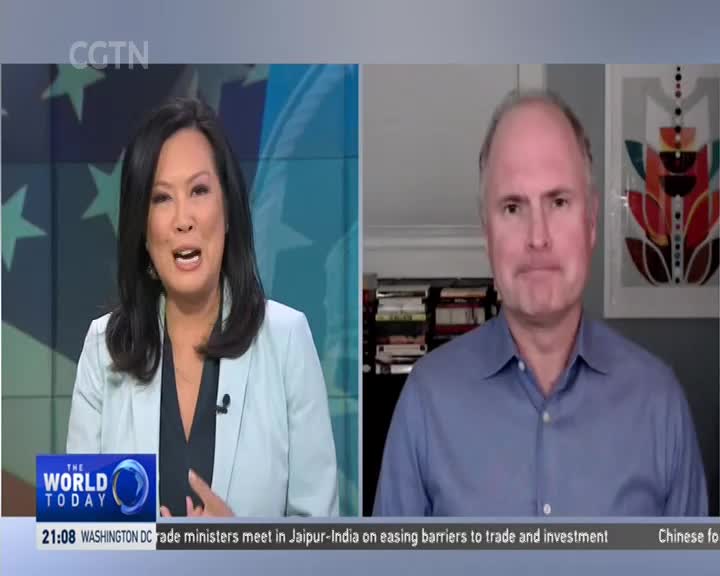 CGTN
THE
WORLD
TODAY
21:08 WASHINGTON DC rade ministers meet in Jaipur-India on easing barriers to trade and investment Chinese fo